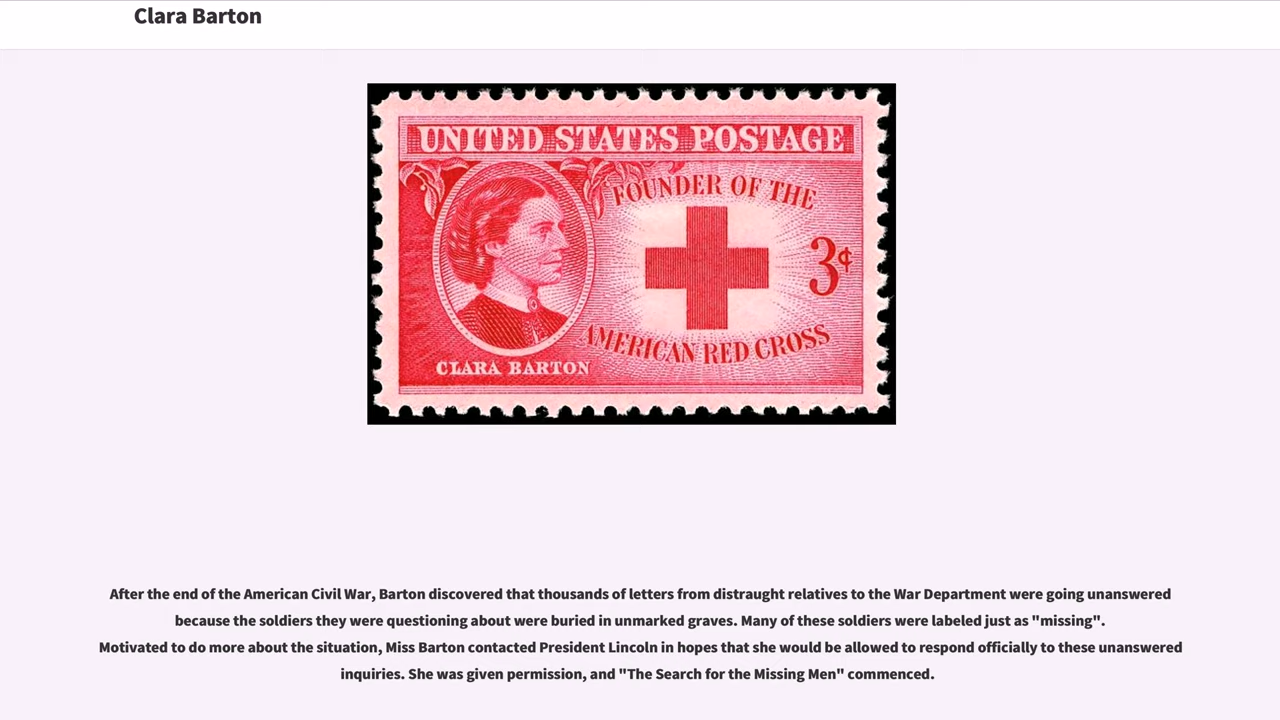 Clara Barton
UNITED STATES POSTAGE
FOUNDER OF THE
3¢
AMERICAN RED CROSS
CLARA BARTON
After the end of the American Civil War, Barton discovered that thousands of letters from distraught relatives to the War Department were going unanswered
because the soldiers they were questioning about were buried in unmarked graves. Many of these soldiers were labeled just as "missing".
Motivated to do more about the situation, Miss Barton contacted President Lincoln in hopes that she would be allowed to respond officially to these unanswered
inquiries. She was given permission, and "The Search for the Missing Men" commenced.